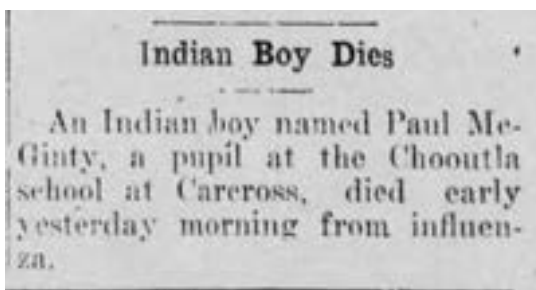 Indian Boy Dies
An Indian boy named Paul Mc-
Ginty, a pupil at the Chooutla
school at Carcross, died early
yesterday morning from influen-
za.